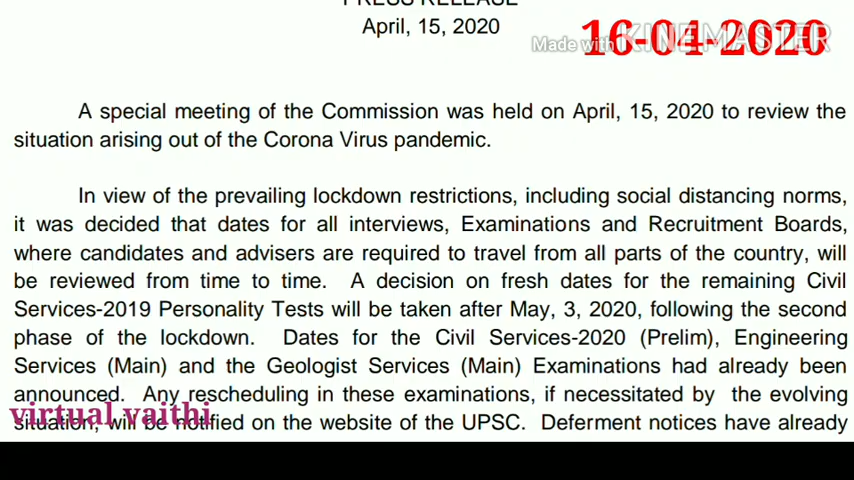 PRESS RELEASE
April, 15, 2020
16-04-2020
Made with KINEMASTER
A special meeting of the Commission was held on April, 15, 2020 to review the
situation arising out of the Corona Virus pandemic.
In view of the prevailing lockdown restrictions, including social distancing norms,
it was decided that dates for all interviews, Examinations and Recruitment Boards,
where candidates and advisers are required to travel from all parts of the country, will
be reviewed from time to time. A decision on fresh dates for the remaining Civil
Services-2019 Personality Tests will be taken after May, 3, 2020, following the second
phase of the lockdown. Dates for the Civil Services-2020 (Prelim), Engineering
Services (Main) and the Geologist Services (Main) Examinations had already been
announced. Any rescheduling in these examinations, if necessitated by the evolving
virtual vaithi
situation, will be notified on the website of the UPSC. Deferment notices have already